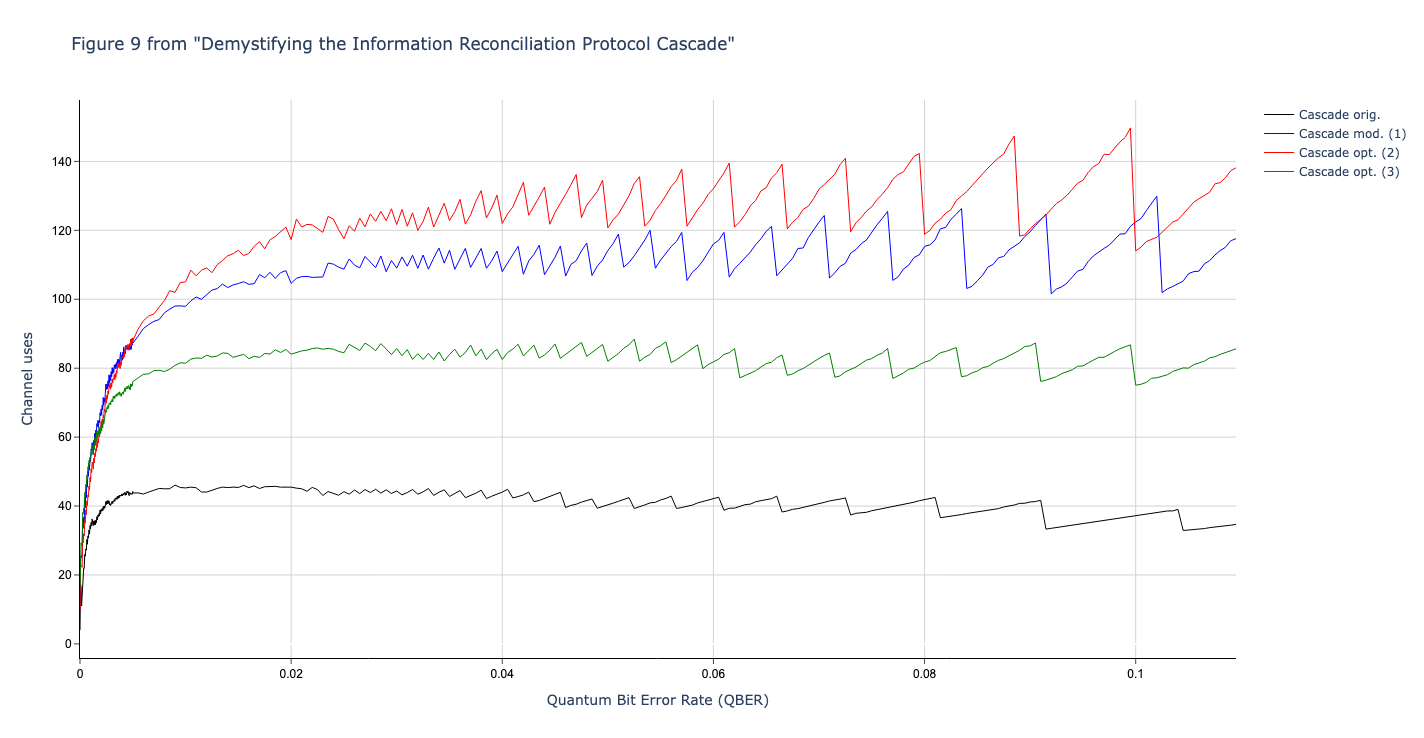 Figure 9 from "Demystifying the Information Reconciliation Protocol Cascade"
Cascade orig.
Cascade mod. (1)
Cascade opt. (2)
Cascade opt. (3)
Channel uses
140
120
100
80
60
40
20
0
0
0.02
0.04
0.06
0.08
0.1
Quantum Bit Error Rate (QBER)